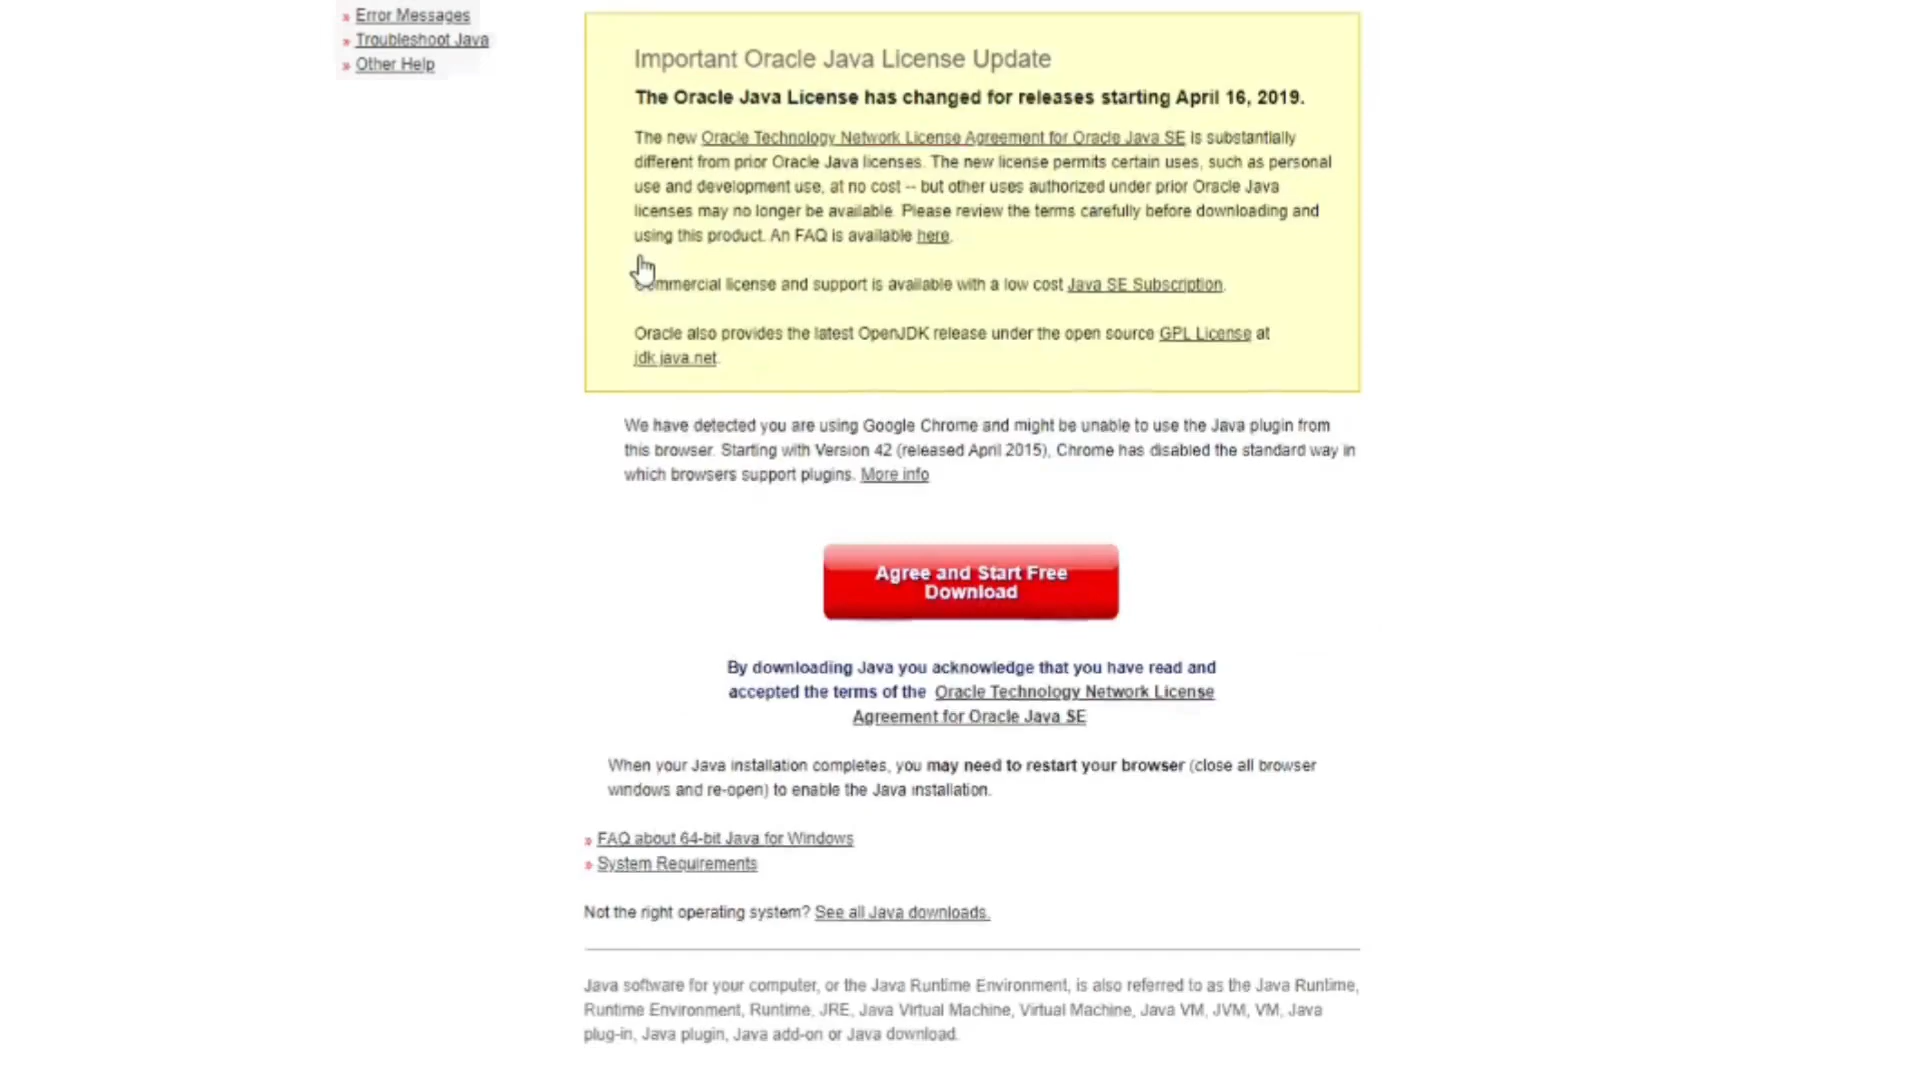 » Error Messages
» Troubleshoot Java
» Other Help
Important Oracle Java License Update
The Oracle Java License has changed for releases starting April 16, 2019.
The new Oracle Technology Network License Agreement for Oracle Java SE is substantially
different from prior Oracle Java licenses. The new license permits certain uses, such as personal
use and development use, at no cost -- but other uses authorized under prior Oracle Java
licenses may no longer be available. Please review the terms carefully before downloading and
using this product. An FAQ is available here.
Commercial license and support is available with a low cost Java SE Subscription.
Oracle also provides the latest OpenJDK release under the open source GPL License at
jdk.java.net.
We have detected you are using Google Chrome and might be unable to use the Java plugin from
this browser. Starting with Version 42 (released April 2015), Chrome has disabled the standard way in
which browsers support plugins. More info
Agree and Start Free
Download
By downloading Java you acknowledge that you have read and
accepted the terms of the Oracle Technology Network License
Agreement for Oracle Java SE
When your Java installation completes, you may need to restart your browser (close all browser
windows and re-open) to enable the Java installation.
» FAQ about 64-bit Java for Windows
» System Requirements
Not the right operating system? See all Java downloads.
Java software for your computer, or the Java Runtime Environment, is also referred to as the Java Runtime,
Runtime Environment, Runtime, JRE, Java Virtual Machine, Virtual Machine, Java VM, JVM, VM, Java
plug-in, Java plugin, Java add-on or Java download.